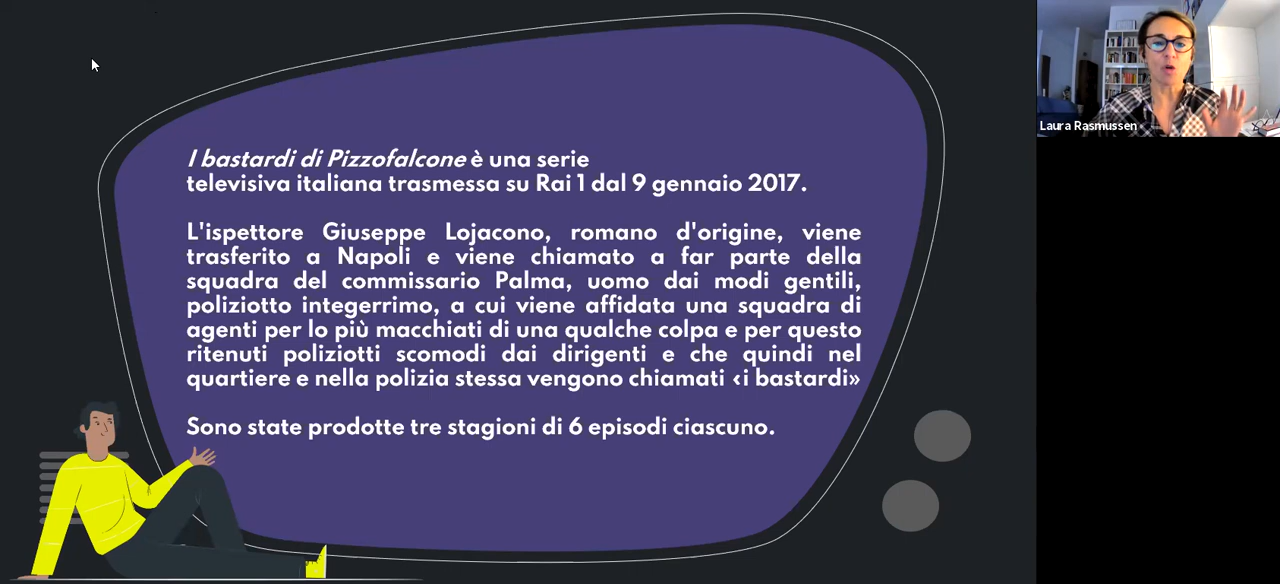 I bastardi di Pizzofalcone è una serie
televisiva italiana trasmessa su Rai 1 dal 9 gennaio 2017.
L'ispettore Giuseppe Lojacono, romano d'origine, viene
trasferito a Napoli e viene chiamato a far parte della
squadra del commissario Palma, uomo dai modi gentili,
poliziotto integerrimo, a cui viene affidata una squadra di
agenti per lo più macchiati di una qualche colpa e per questo
ritenuti poliziotti scomodi dai dirigenti e che quindi nel
quartiere e nella polizia stessa vengono chiamati «i bastardi»
Sono state prodotte tre stagioni di 6 episodi ciascuno.
Laura Rasmussen